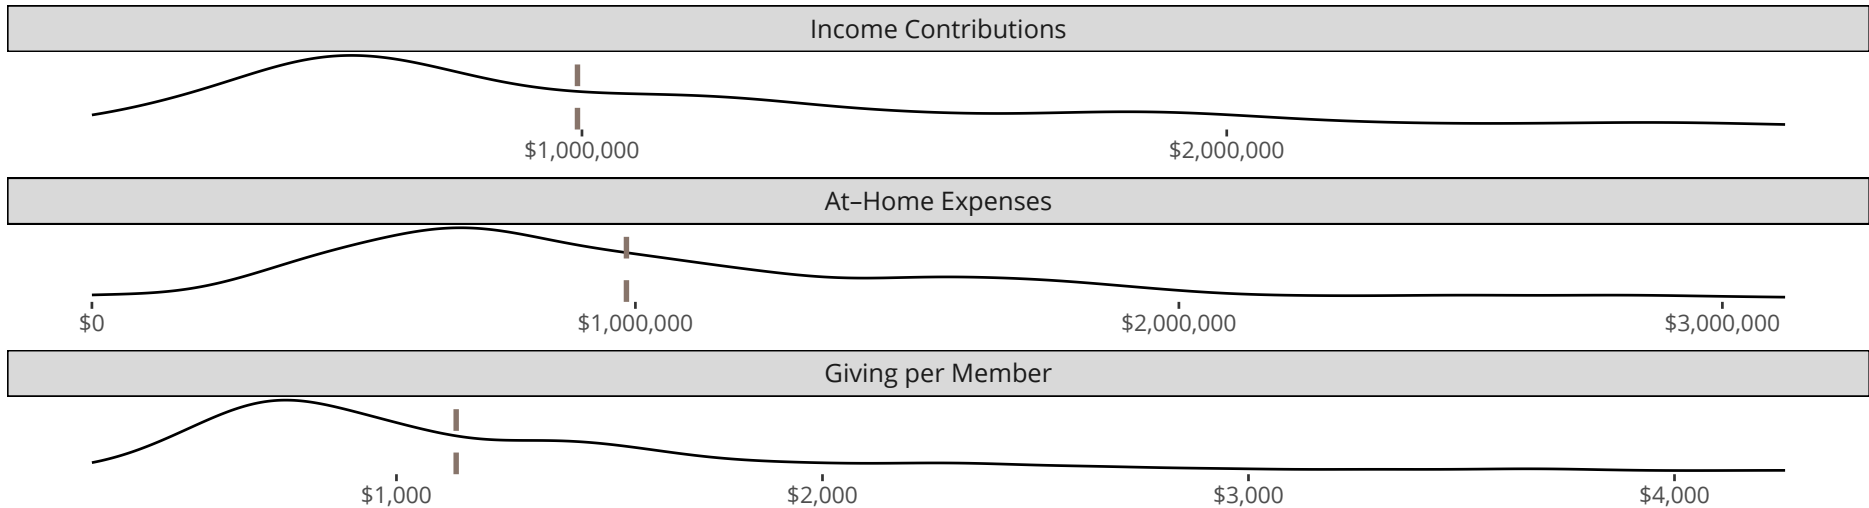 Income Contributions
$1,000,000 $2,000,000
At–Home Expenses
$0 $1,000,000 $2,000,000 $3,000,000
Giving per Member
$1,000 $2,000 $3,000 $4,000